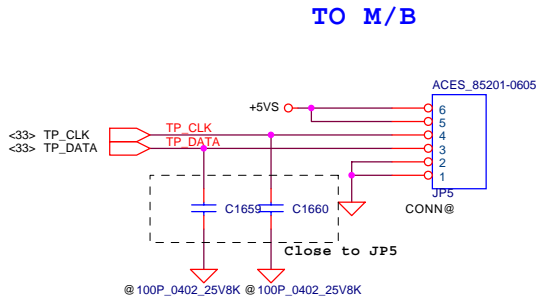 TO M/B
ACES_85201-0605
+5VS
6
5
<33> TP_CLK
TP_CLK
4
<33> TP_DATA
TP_DATA
3
2
1
JP5
CONN@
C1659
C1660
Close to JP5
@100P_0402_25V8K
@100P_0402_25V8K